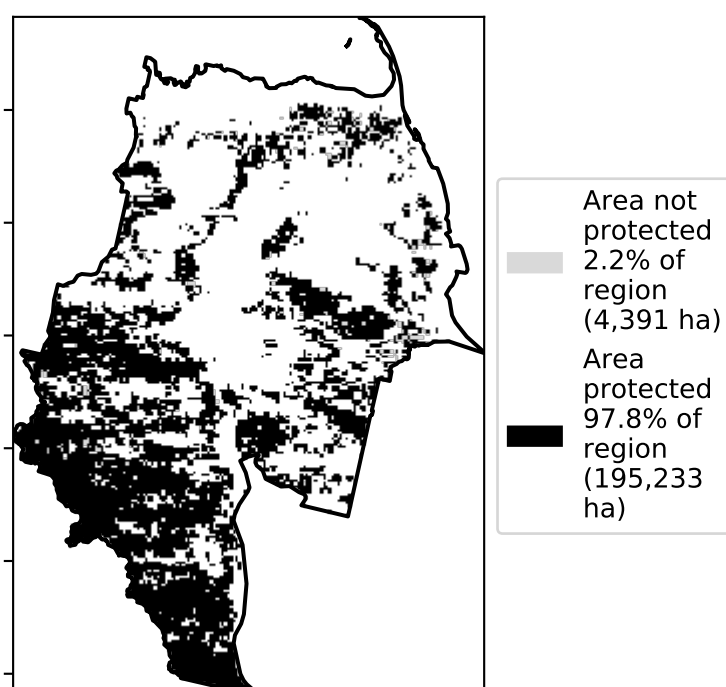 Area not
protected
2.2% of
region
(4,391 ha)
Area
protected
97.8% of
region
(195,233
ha)